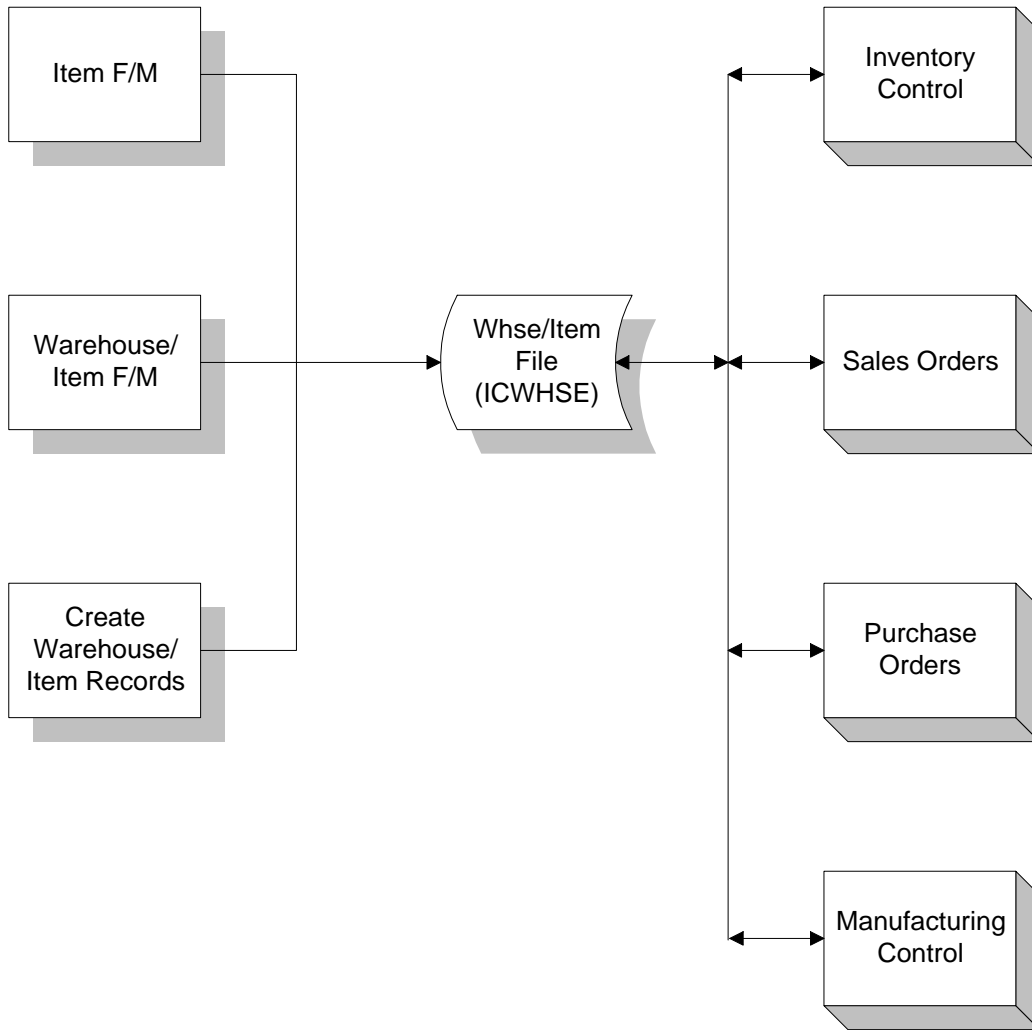 Item F/M
Warehouse/
Item F/M
Create
Warehouse/
Item Records
Whse/Item
File
(ICWHSE)
Inventory
Control
Sales Orders
Purchase
Orders
Manufacturing
Control